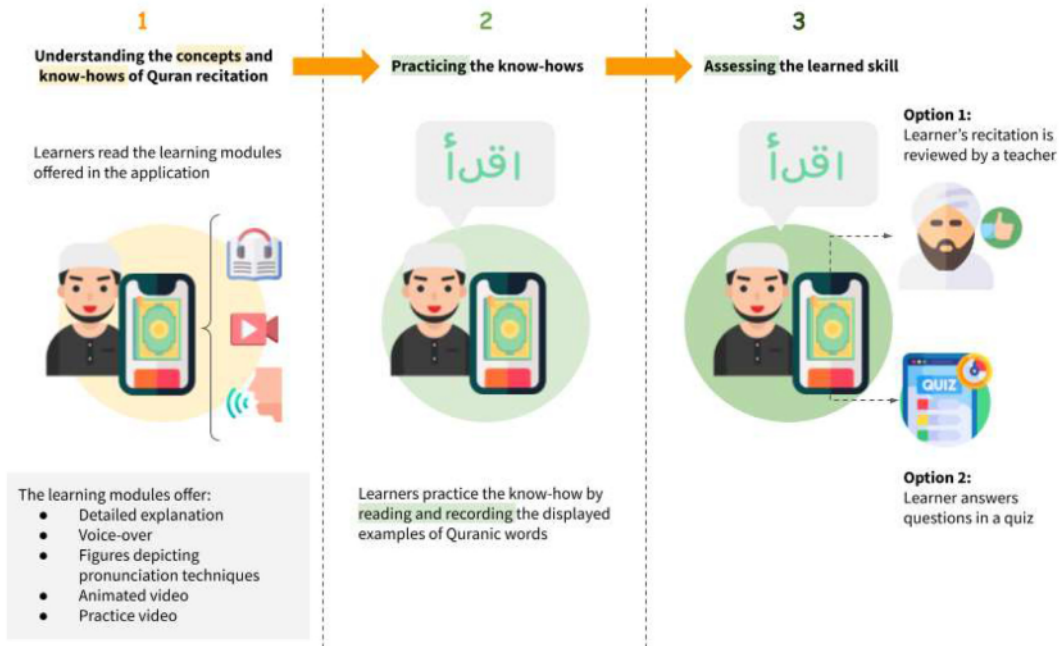 1
Understanding the concepts and
know-hows of Quran recitation
Learners read the learning modules
offered in the application
The learning modules offer:
● Detailed explanation
● Voice-over
● Figures depicting
pronunciation techniques
● Animated video
● Practice video
2
Practicing the know-hows
اقرأ
Learners practice the know-how by
reading and recording the displayed
examples of Quranic words
3
Assessing the learned skill
اقرأ
Option 1:
Learner's recitation is
reviewed by a teacher
QUIZ
Option 2:
Learner answers
questions in a quiz